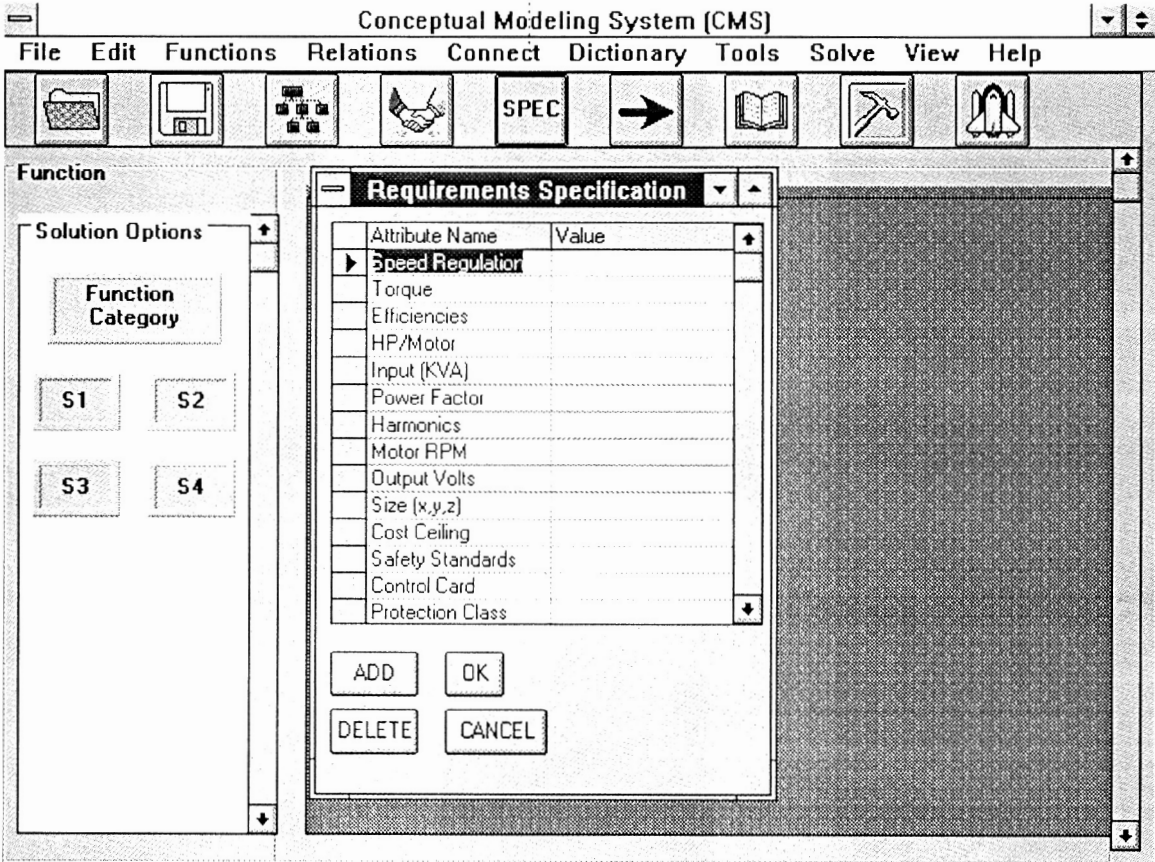 Conceptual Modeling System (CMS)
File Edit Functions Relations Connect Dictionary Tools Solve View Help
SPEC
Function
Solution Options
Function
Category
S1 S2
S3 S4
Requirements Specification
Attribute Name Value
Speed Regulation
Torque
Efficiencies
HP/Motor
Input (KVA)
Power Factor
Harmonics
Motor RPM
Output Volts
Size (x,y,z)
Cost Ceiling
Safety Standards
Control Card
Protection Class
ADD OK
DELETE CANCEL